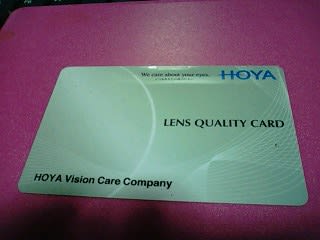 We care about your eyes. HOYA
LENS QUALITY CARD
HOYA Vision Care Company